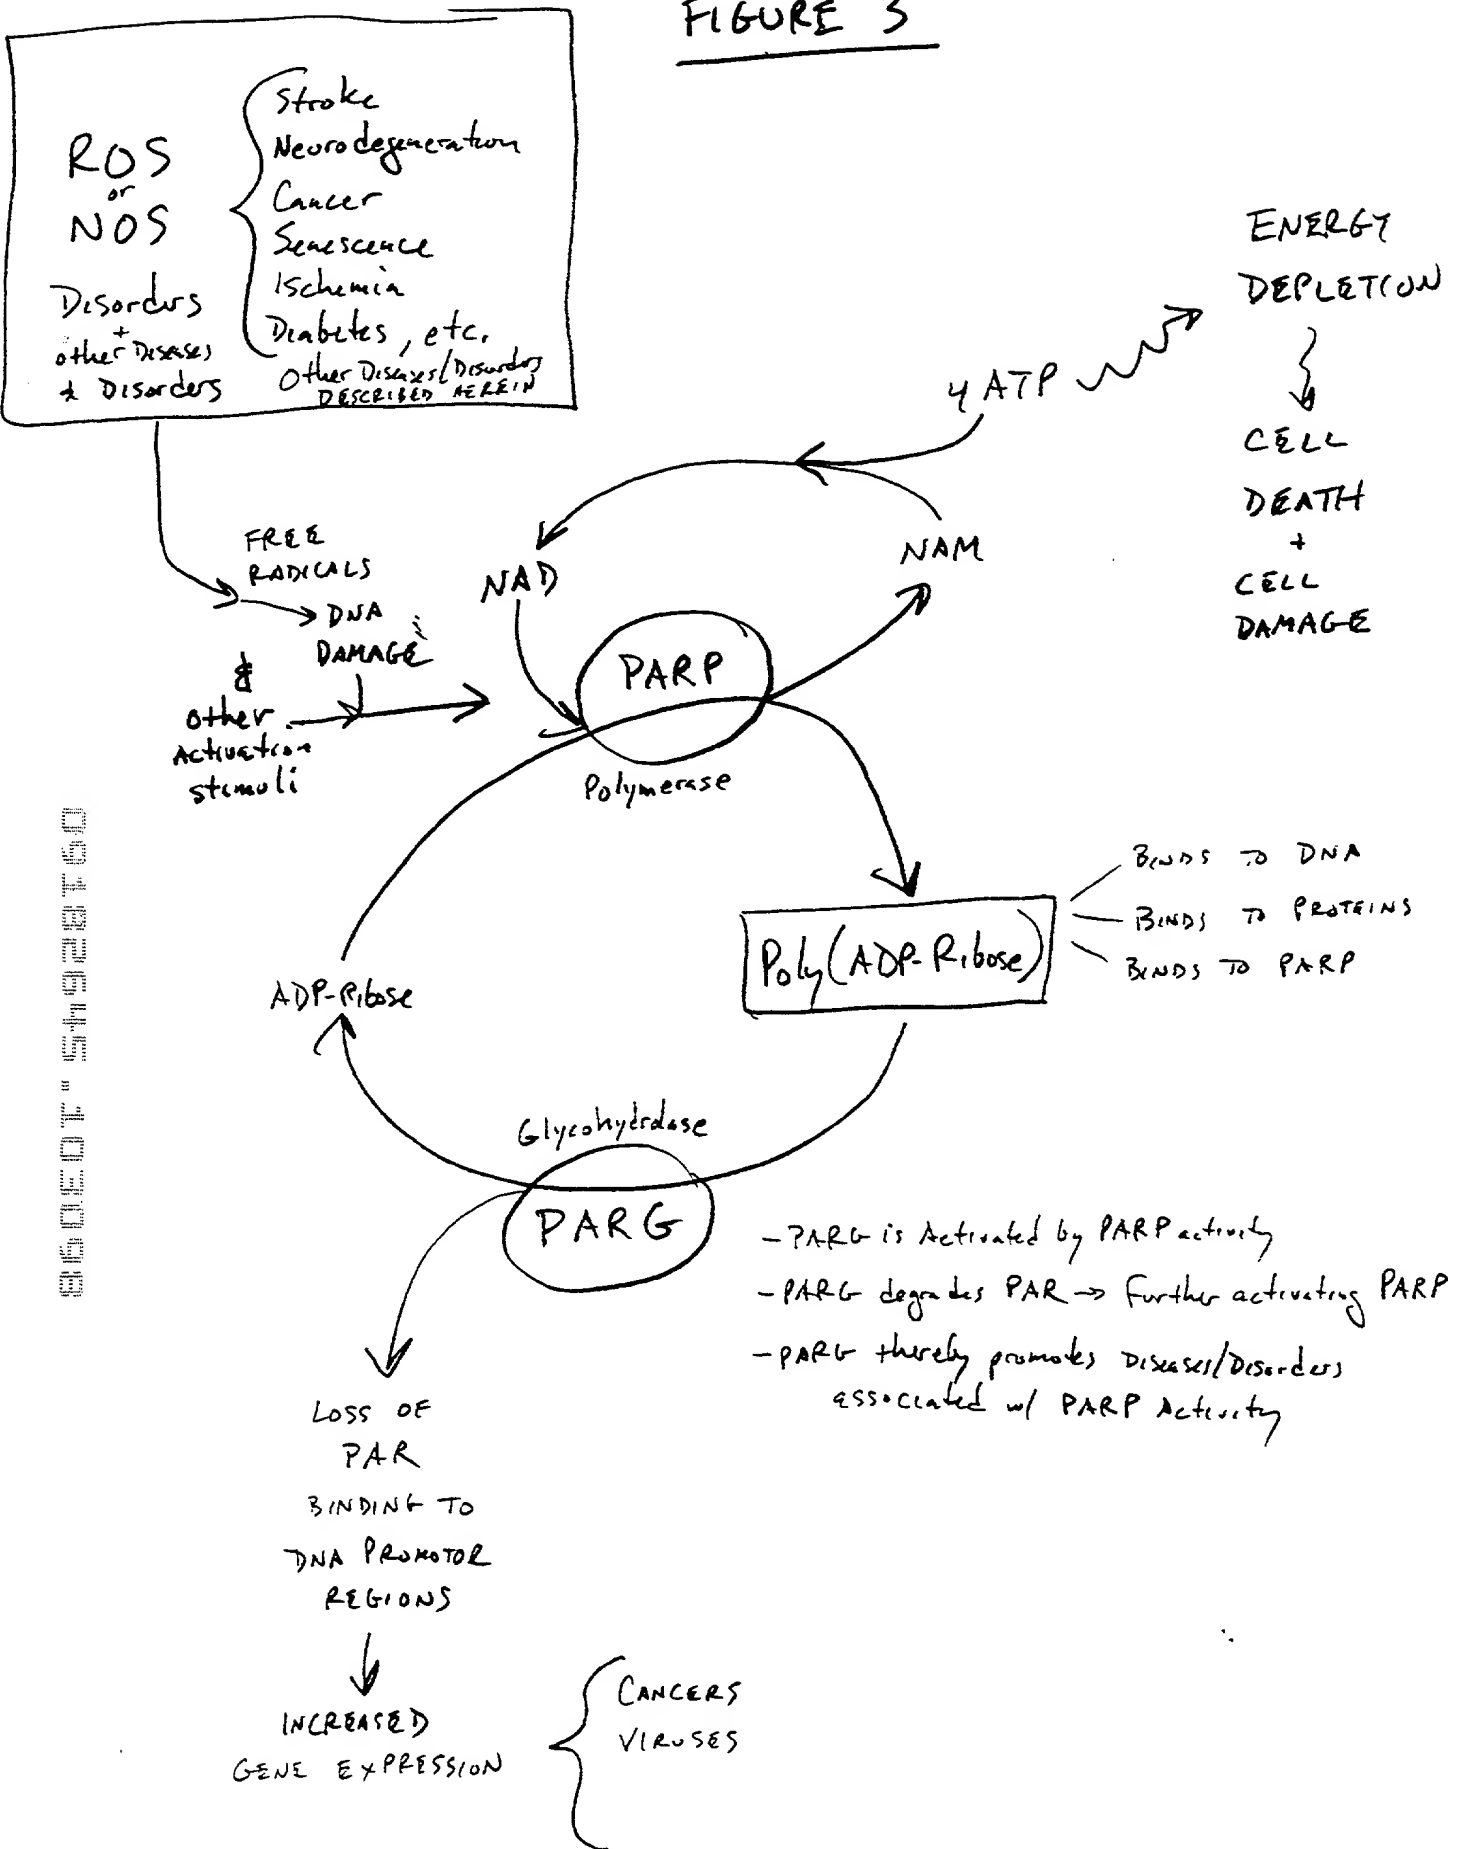 FIGURE 3
Stroke
Neurodegeneration
Cancer
Senescence
Ischemia
Diabetes, etc.
Other Diseases/Disorders
DESCRIBED HEREIN
ROS
or
NOS
Disorders
+
other Diseases
& Disorders
ENERGY
DEPLETION
CELL
DEATH
+
CELL
DAMAGE
4 ATP
NAM
NAD
FREE
RADICALS
DNA
DAMAGE
&
other
Activation
stimuli
PARP
Polymerase
Poly(ADP-Ribose)
BINDS TO DNA
BINDS TO PROTEINS
BINDS TO PARP
ADP-Ribose
Glycohydrolase
PARG
- PARG is Activated by PARP activity
- PARG degrades PAR → Further activating PARP
- PARG thereby promotes Diseases/Disorders
associated w/ PARP Activity
LOSS OF
PAR
BINDING TO
DNA PROMOTOR
REGIONS
INCREASED
GENE EXPRESSION
CANCERS
VIRUSES
09182645.103098